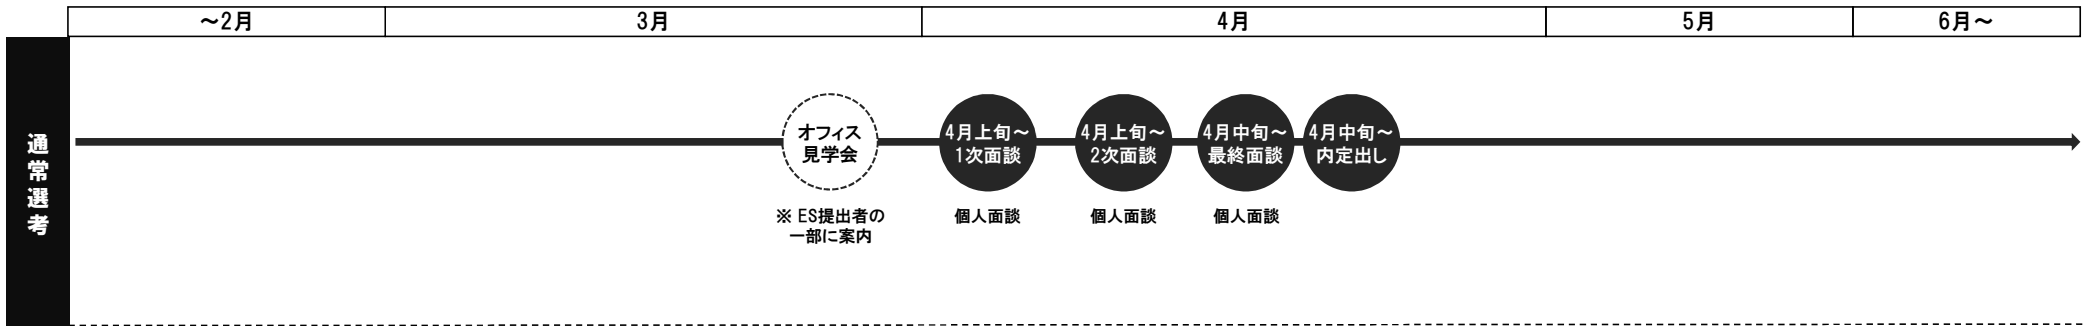 ～2月
3月
4月
5月
6月～
通常選考
オフィス
見学会
4月上旬～
1次面談
4月上旬～
2次面談
4月中旬～
最終面談
4月中旬～
内定出し
※ ES提出者の
一部に案内
個人面談
個人面談
個人面談